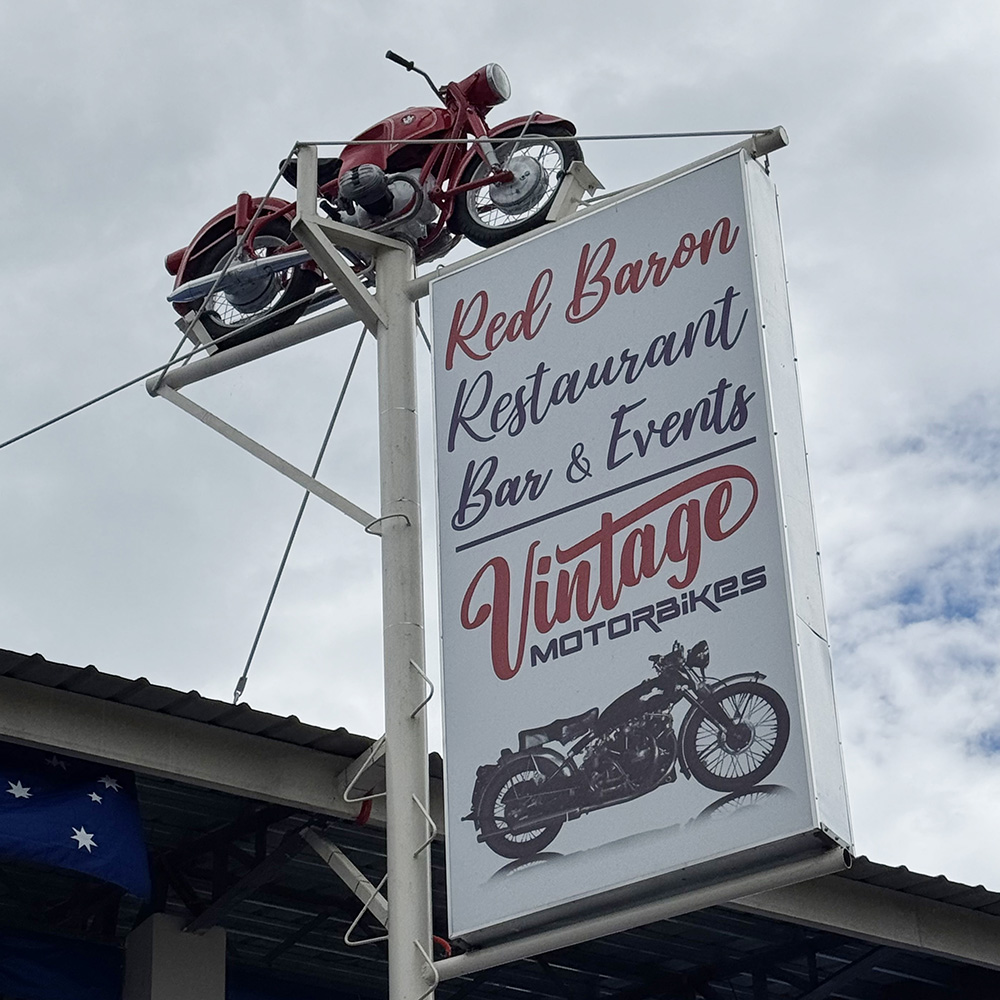 Red Baron
Restaurant
Bar & Events
Vintage
MOTORBIKES